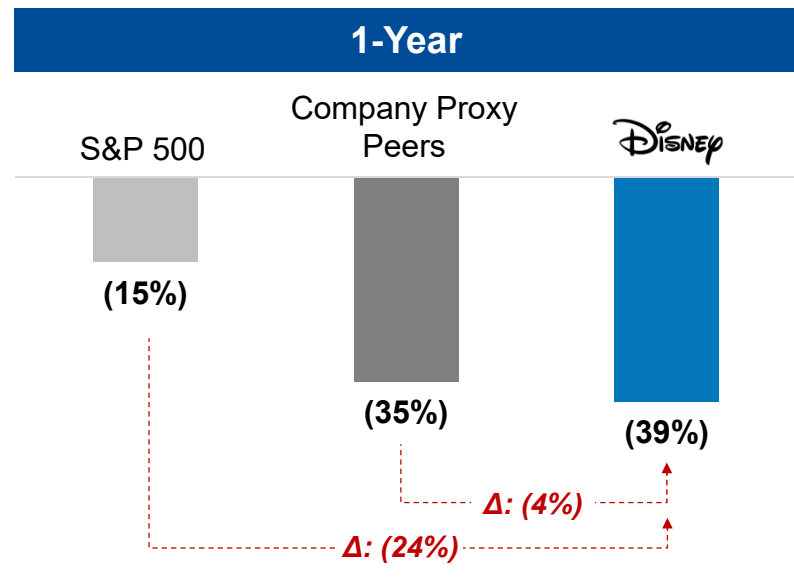 1-Year
S&P 500
Company Proxy
Peers
Disney
(15%)
(35%)
(39%)
Δ: (4%)
Δ: (24%)